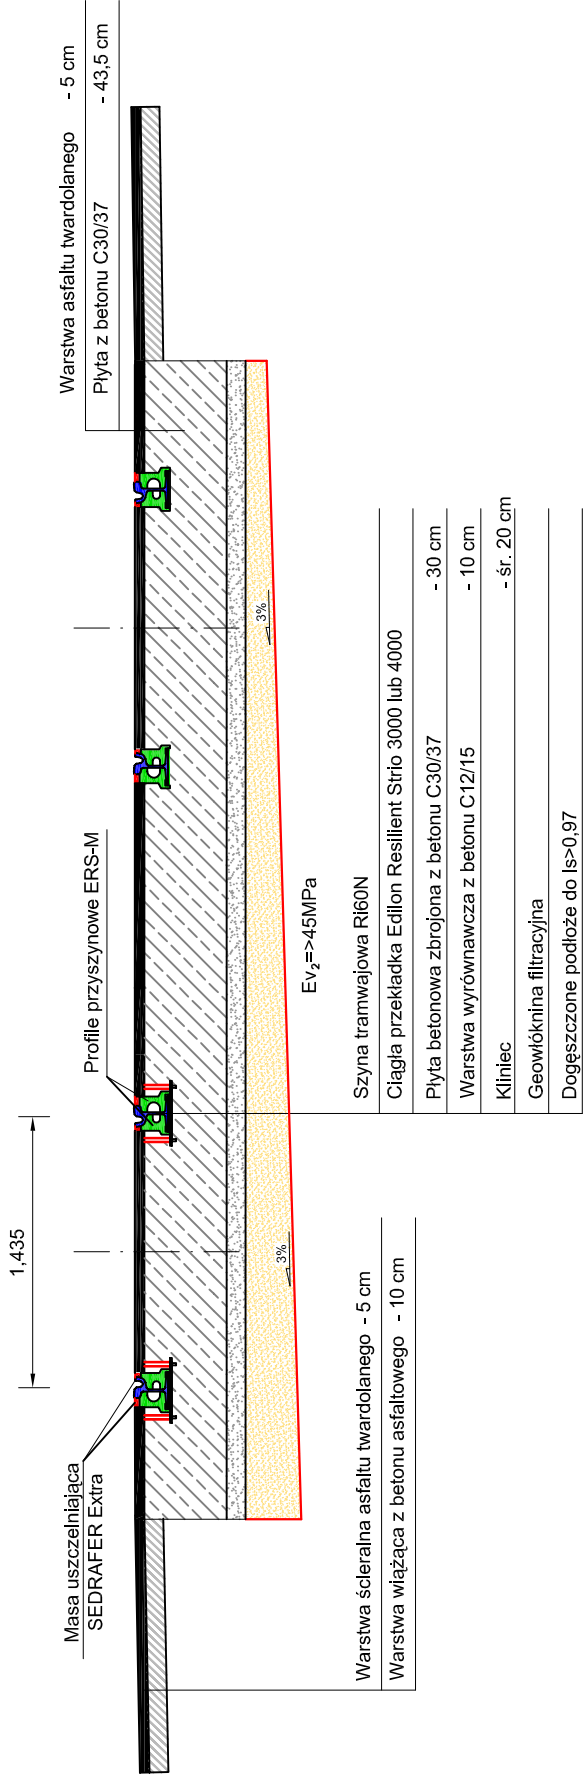 Warstwa asfaltu twardolanego - 5 cm
Płyta z betonu C30/37 - 43,5 cm
Profile przyszynowe ERS-M
1,435
Masa uszczelniająca
SEDRAFER Extra
3%
3%
Ev₂=>45MPa
Szyna tramwajowa Ri60N
Ciągła przekładka Edilon Resilient Strio 3000 lub 4000
Płyta betonowa zbrojona z betonu C30/37 - 30 cm
Warstwa wyrównawcza z betonu C12/15 - 10 cm
Kliniec - śr. 20 cm
Geowłóknina filtracyjna
Dogęszczone podłoże do Is>0,97
Warstwa ścieralna asfaltu twardolanego - 5 cm
Warstwa wiążąca z betonu asfaltowego - 10 cm